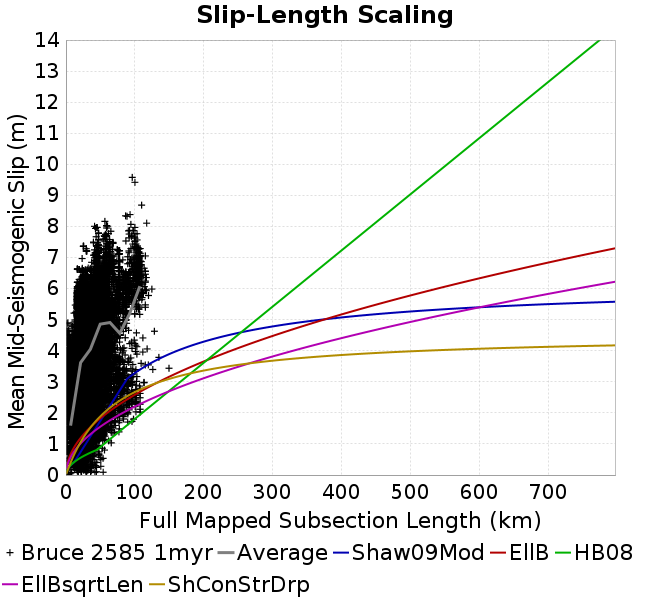 Slip-Length Scaling
Mean Mid-Seismogenic Slip (m)
14
13
12
11
10
9
8
7
6
5
4
3
2
1
0
0 100 200 300 400 500 600 700
Full Mapped Subsection Length (km)
Bruce 2585 1myr Average Shaw09Mod EllB HB08
EllBsqrtLen ShConStrDrp